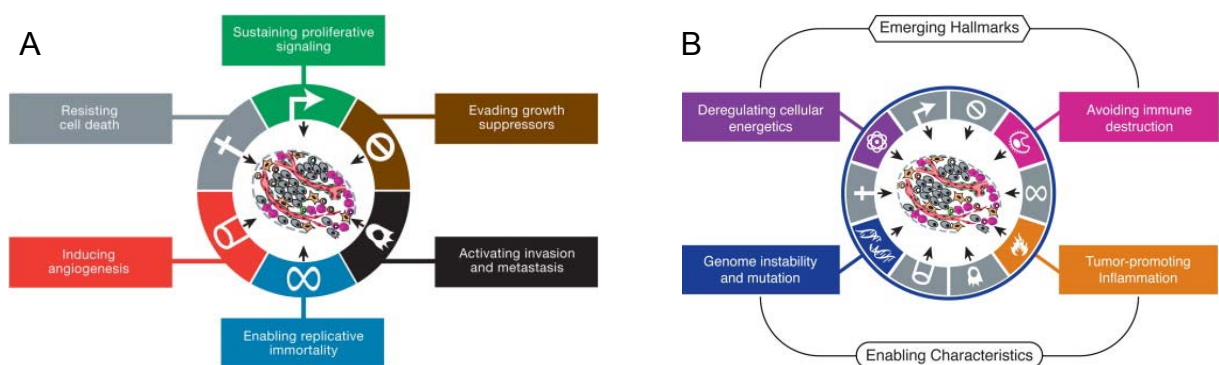 A
Sustaining proliferative
signaling
Resisting
cell death
Evading growth
suppressors
Inducing
angiogenesis
Activating invasion
and metastasis
Enabling replicative
immortality
B
Emerging Hallmarks
Deregulating cellular
energetics
Avoiding immune
destruction
Genome instability
and mutation
Tumor-promoting
Inflammation
Enabling Characteristics